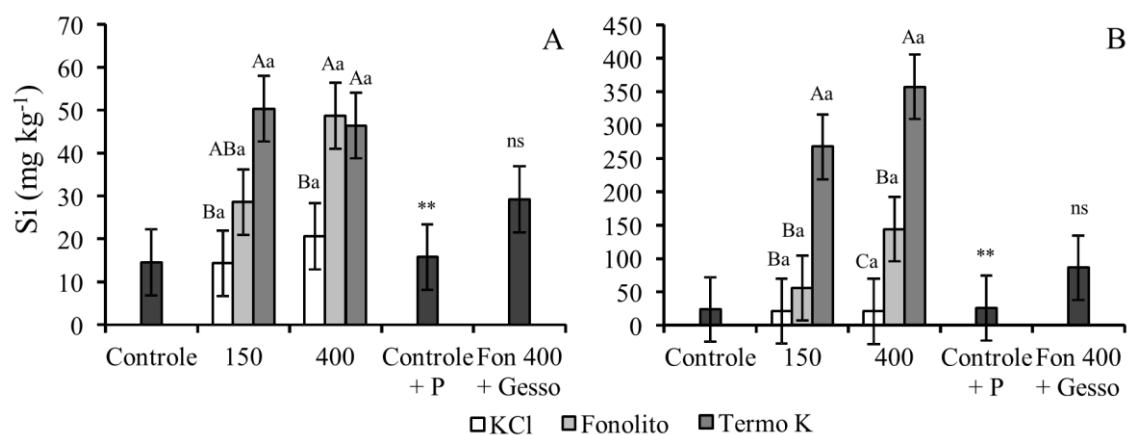 Si (mg kg-1)
70
60
50
40
30
20
10
0
A
Ba
ABa
Aa
Ba
Aa
Aa
**
ns
Controle
150
400
Controle
+ P
Fon 400
+ Gesso
450
400
350
300
250
200
150
100
50
0
B
Ba
Ba
Aa
Ca
Ba
Aa
**
ns
Controle
150
400
Controle
+ P
Fon 400
+ Gesso
KCl Fonolito Termo K